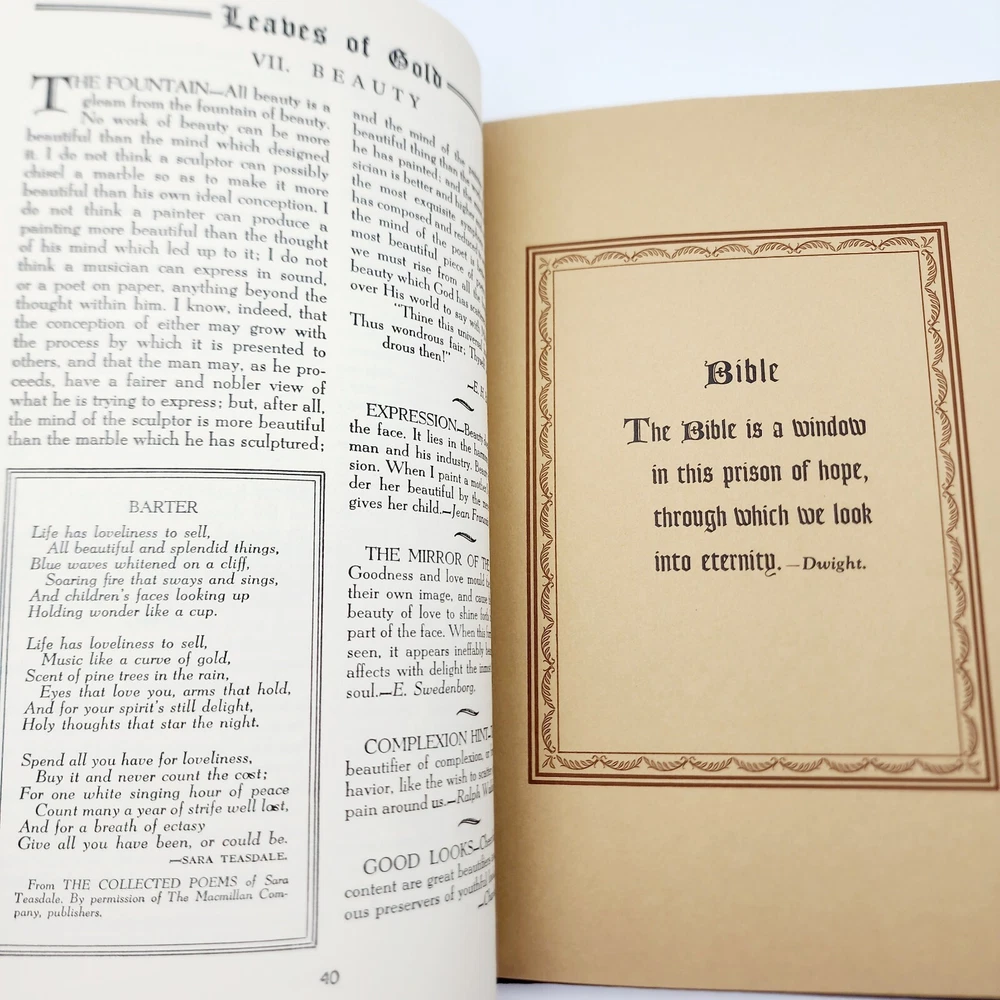 Leaves of Gold
VII. BEAUTY
THE FOUNTAIN—All beauty is a
gleam from the fountain of beauty.
No work of beauty can be more
beautiful than the mind which designed
it. I do not think a sculptor can possibly
chisel a marble so as to make it more
beautiful than his own ideal conception. I
do not think a painter can produce a
painting more beautiful than the thought
of his mind which led up to it; I do not
think a musician can express in sound,
or a poet on paper, anything beyond the
thought within him. I know, indeed, that
the conception of either may grow with
the process by which it is presented to
others, and that the man may, as he pro-
ceeds, have a fairer and nobler view of
what he is trying to express; but, after all,
the mind of the sculptor is more beautiful
than the marble which he has sculptured;
BARTER
Life has loveliness to sell,
All beautiful and splendid things,
Blue waves whitened on a cliff,
Soaring fire that sways and sings,
And children's faces looking up
Holding wonder like a cup.
Life has loveliness to sell,
Music like a curve of gold,
Scent of pine trees in the rain,
Eyes that love you, arms that hold,
And for your spirit's still delight,
Holy thoughts that star the night.
Spend all you have for loveliness,
Buy it and never count the cost;
For one white singing hour of peace
Count many a year of strife well lost,
And for a breath of ectasy
Give all you have been, or could be.
—SARA TEASDALE.
From THE COLLECTED POEMS of Sara
Teasdale. By permission of The Macmillan Com-
pany, publishers.
and the mind of the
beautiful thing than the
he has painted; and the
sician is better and higher
the most exquisite
has composed and reduced
the mind of the poet is
most beautiful piece of
we must rise from all the
beauty which God has
over His world to say
"Thine this universal
Thus wondrous fair; Thyself
drous then!"
EXPRESSION—Beauty
the face. It lies in the
man and his industry. Beauty
sion. When I paint a
der her beautiful by the
gives her child.—Jean
THE MIRROR OF
Goodness and love mould
their own image, and cause
beauty of love to shine
part of the face. When this
seen, it appears ineffably
affects with delight the
soul.—E. Swedenborg.
COMPLEXION HINT
beautifier of complexion, or
havior, like the wish to scatter
pain around us.—Ralph
GOOD LOOKS
content are great beautifiers
ous preservers of youthful
40
Bible
The Bible is a window
in this prison of hope,
through which we look
into eternity.—Dwight.